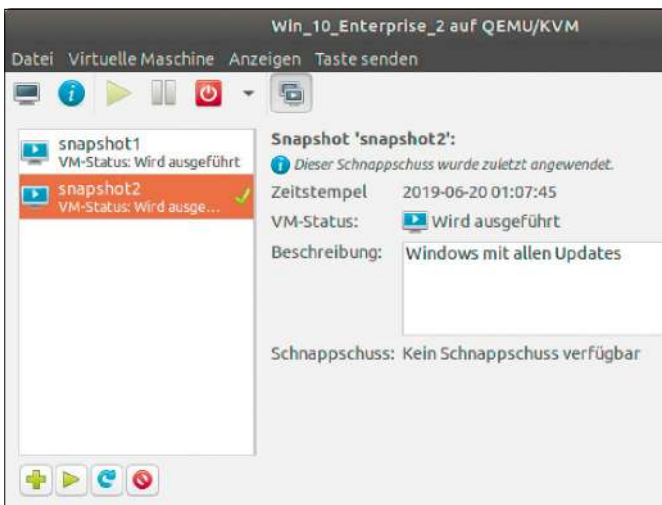 Win_10_Enterprise_2 auf QEMU/KVM
Datei Virtuelle Maschine Anzeigen Taste senden
snapshot1
VM-Status: Wird ausgeführt
snapshot2
VM-Status: Wird ausge...
Snapshot 'snapshot2':
Dieser Schnappschuss wurde zuletzt angewendet.
Zeitstempel 2019-06-20 01:07:45
VM-Status: Wird ausgeführt
Beschreibung: Windows mit allen Updates
Schnappschuss: Kein Schnappschuss verfügbar